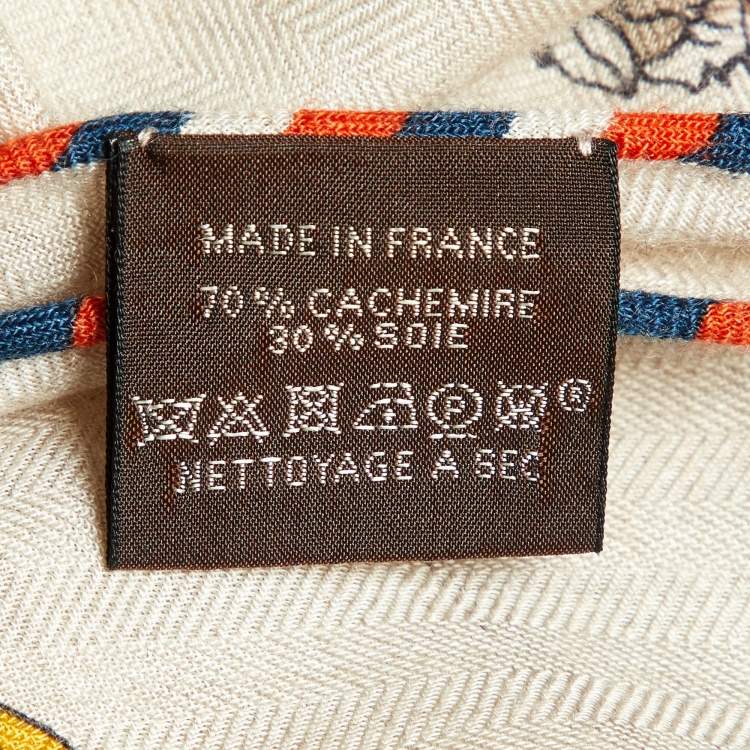 MADE IN FRANCE
70% CACHEMIRE
30% SOIE
F W ®
NETTOYAGE A SEC